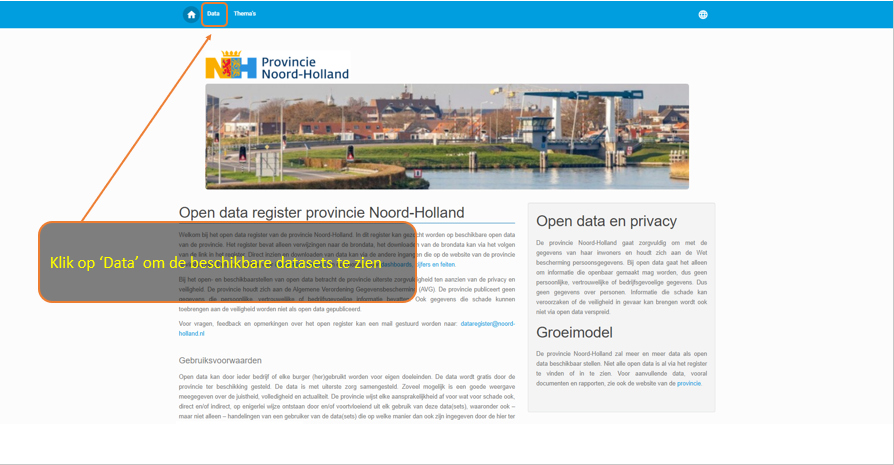 Data
Thema's
Provincie
Noord-Holland
Open data register provincie Noord-Holland
Welkom bij het open data register van de provincie Noord-Holland. In dit register kan gezocht worden op beschikbare open data
van de provincie. Het register bevat alleen verwijzingen naar de brondata, het downloaden van de brondata kan via het volgen
van de link in het register. Direct inzien en downloaden van data kan via de andere ingangen die op de website van de provincie
dashboards, cijfers en feiten.
Klik op ‘Data’ om de beschikbare datasets te zien
Bij het open- en beschikbaarstellen van open data betracht de provincie uiterste zorgvuldigheid ten aanzien van de privacy en
veiligheid. De provincie houdt zich aan de Algemene Verordening Gegevensbescherming (AVG). De provincie publiceert geen
gegevens die persoonlijke, vertrouwelijke of bedrijfsgevoelige informatie bevatten. Ook gegevens die schade kunnen
toebrengen aan de veiligheid worden niet als open data gepubliceerd.
Voor vragen, feedback en opmerkingen over het open register kan een mail gestuurd worden naar: dataregister@noord-
holland.nl
Gebruiksvoorwaarden
Open data kan door ieder bedrijf of elke burger (her)gebruikt worden voor eigen doeleinden. De data wordt gratis door de
provincie ter beschikking gesteld. De data is met uiterste zorg samengesteld. Zoveel mogelijk is een goede weergave
meegegeven over de juistheid, volledigheid en actualiteit. De provincie wijst elke aansprakelijkheid af voor wat voor schade ook,
direct en/of indirect, op enigerlei wijze ontstaan door en/of voortvloeiend uit elk gebruik van deze data(sets), waaronder ook –
maar niet alleen – handelingen van een gebruiker van de data(sets) die op welke manier dan ook zijn ingegeven door de hier ter
Open data en privacy
De provincie Noord-Holland gaat zorgvuldig om met de
gegevens van haar inwoners en houdt zich aan de Wet
bescherming persoonsgegevens. Bij open data gaat het alleen
om informatie die openbaar gemaakt mag worden, dus geen
persoonlijke, vertrouwelijke of bedrijfsgevoelige gegevens. Dus
geen gegevens over personen. Informatie die schade kan
veroorzaken of de veiligheid in gevaar kan brengen wordt ook
niet via open data verspreid.
Groeimodel
De provincie Noord-Holland zal meer en meer data als open
data beschikbaar stellen. Niet alle open data is al via het register
te vinden of in te zien. Voor aanvullende data, vooral
documenten en rapporten, zie ook de website van de provincie.